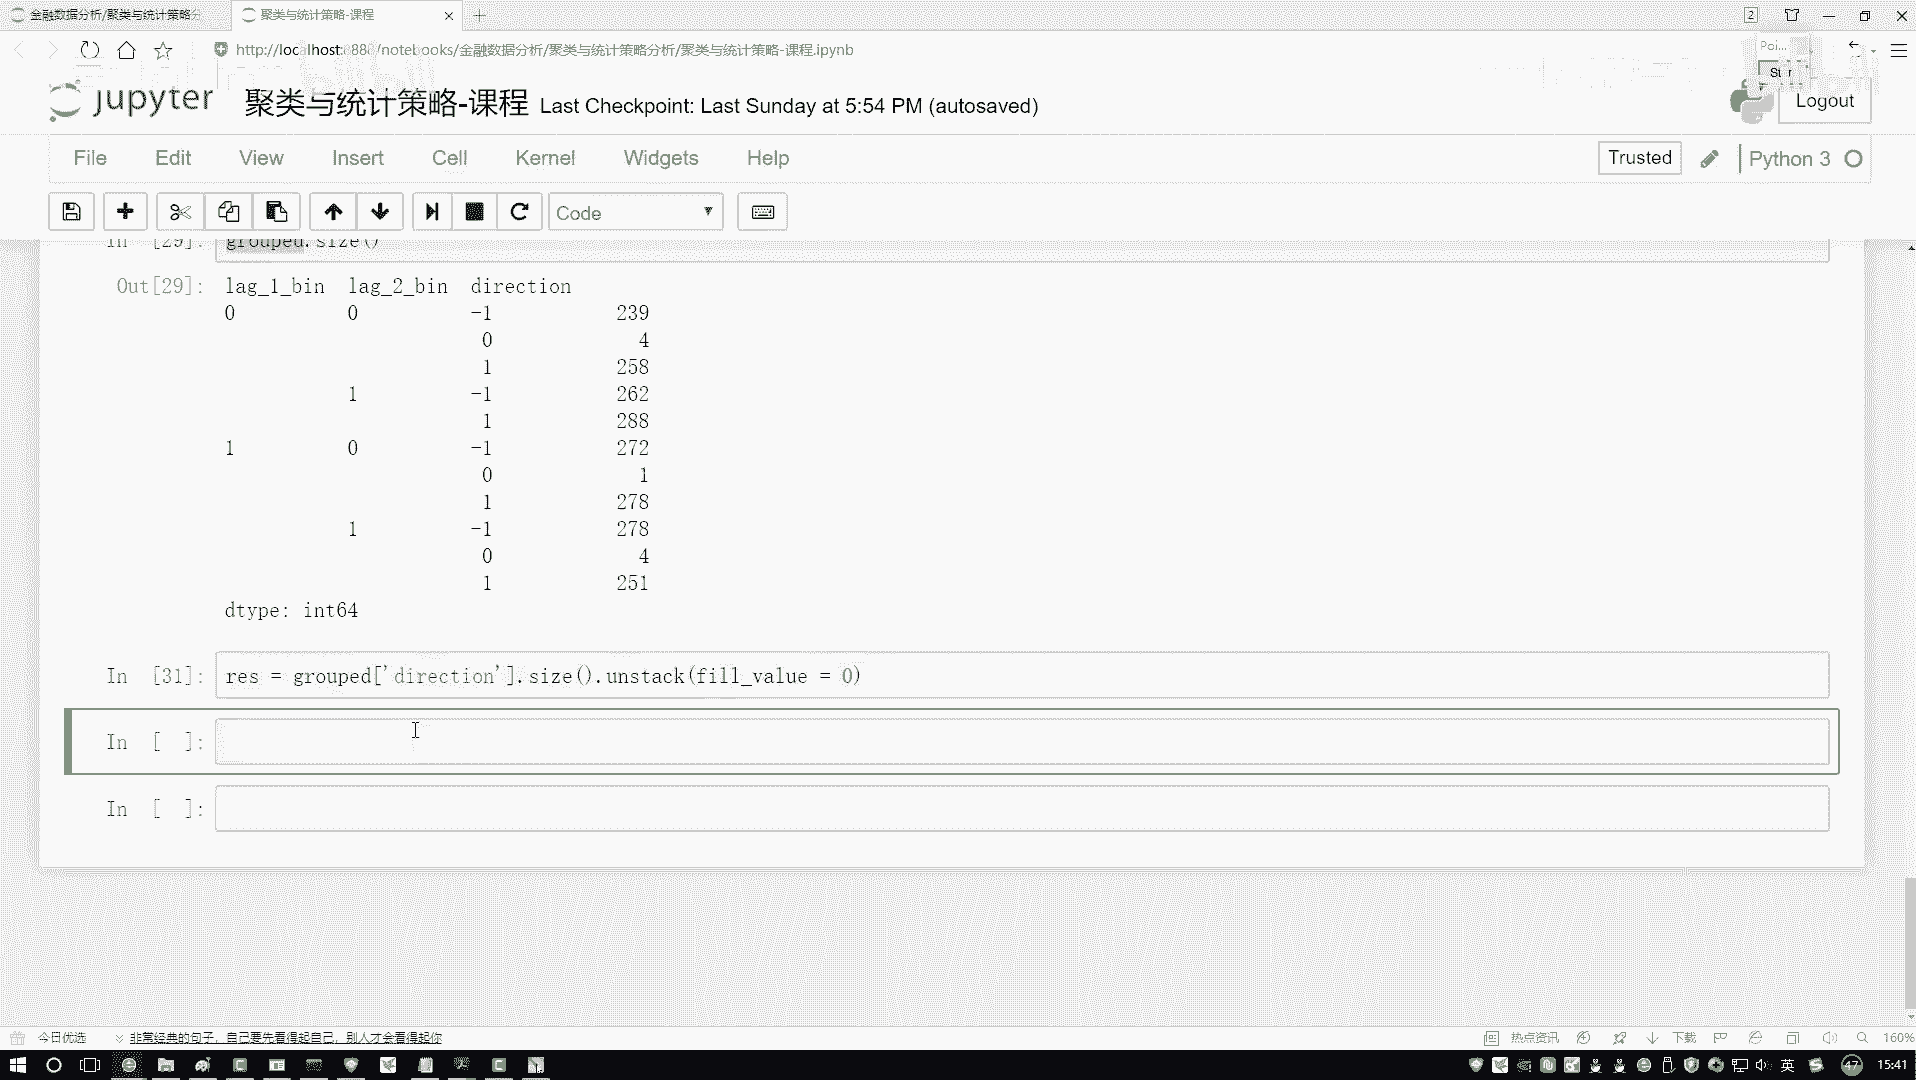 金融数据分析/聚类与统计策略分
聚类与统计策略-课程
2
http://localhost:888/notebooks/金融数据分析/聚类与统计策略分析/聚类与统计策略-课程.ipynb
Poi...
jupyter 聚类与统计策略-课程 Last Checkpoint: Last Sunday at 5:54 PM (autosaved)
Logout
File Edit View Insert Cell Kernel Widgets Help
Trusted
Python 3
Code
In [29]: grouped.size()
Out[29]: lag_1_bin lag_2_bin direction
0 0 -1 239
0 4
1 258
1 -1 262
1 288
1 0 -1 272
0 1
1 278
1 -1 278
0 4
1 251
dtype: int64
In [31]: res = grouped['direction'].size().unstack(fill_value = 0)
In [ ]:
In [ ]:
今日优选 非常经典的句子，自己要先看得起自己，别人才会看得起你
热点资讯 下载 160%
英 47 15:41